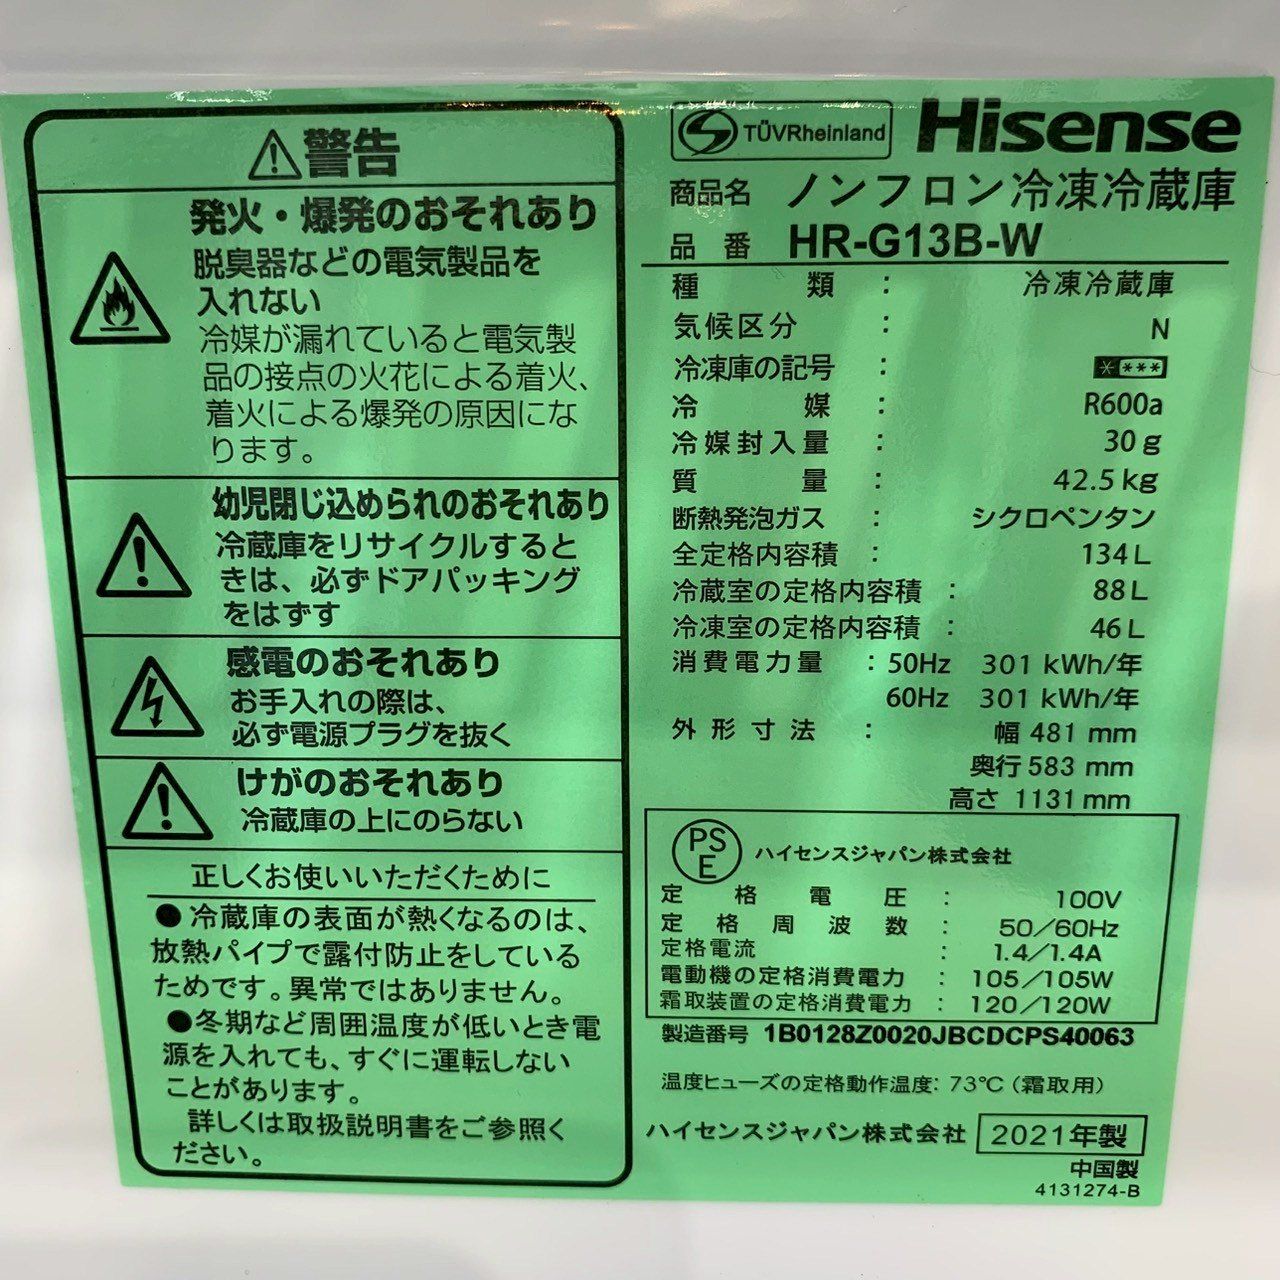 警告
発火・爆発のおそれあり
脱臭器などの電気製品を
入れない
冷媒が漏れていると電気製
品の接点の火花による着火、
着火による爆発の原因にな
ります。
幼児閉じ込められのおそれあり
冷蔵庫をリサイクルすると
きは、必ずドアパッキング
をはずす
感電のおそれあり
お手入れの際は、
必ず電源プラグを抜く
けがのおそれあり
冷蔵庫の上にのらない
正しくお使いいただくために
●冷蔵庫の表面が熱くなるのは、
放熱パイプで露付防止をしている
ためです。異常ではありません。
●冬期など周囲温度が低いとき電
源を入れても、すぐに運転しない
ことがあります。
詳しくは取扱説明書をご参照く
ださい。
TÜVRheinland Hisense
商品名 ノンフロン冷凍冷蔵庫
品番 HR-G13B-W
種類 : 冷凍冷蔵庫
気候区分 : N
冷凍庫の記号 : * ***
冷媒 : R600a
冷媒封入量 : 30g
質量 : 42.5kg
断熱発泡ガス : シクロペンタン
全定格内容積 : 134L
冷蔵室の定格内容積 : 88L
冷凍室の定格内容積 : 46L
消費電力量 : 50Hz 301 kWh/年
60Hz 301 kWh/年
外形寸法 : 幅 481 mm
奥行 583 mm
高さ 1131mm
PS
E ハイセンスジャパン株式会社
定格電圧 : 100V
定格周波数 : 50/60Hz
定格電流 : 1.4/1.4A
電動機の定格消費電力 : 105/105W
霜取装置の定格消費電力 : 120/120W
製造番号 1B0128Z0020JBCDCPS40063
温度ヒューズの定格動作温度: 73℃(霜取用)
ハイセンスジャパン株式会社 2021年製
中国製
4131274-B